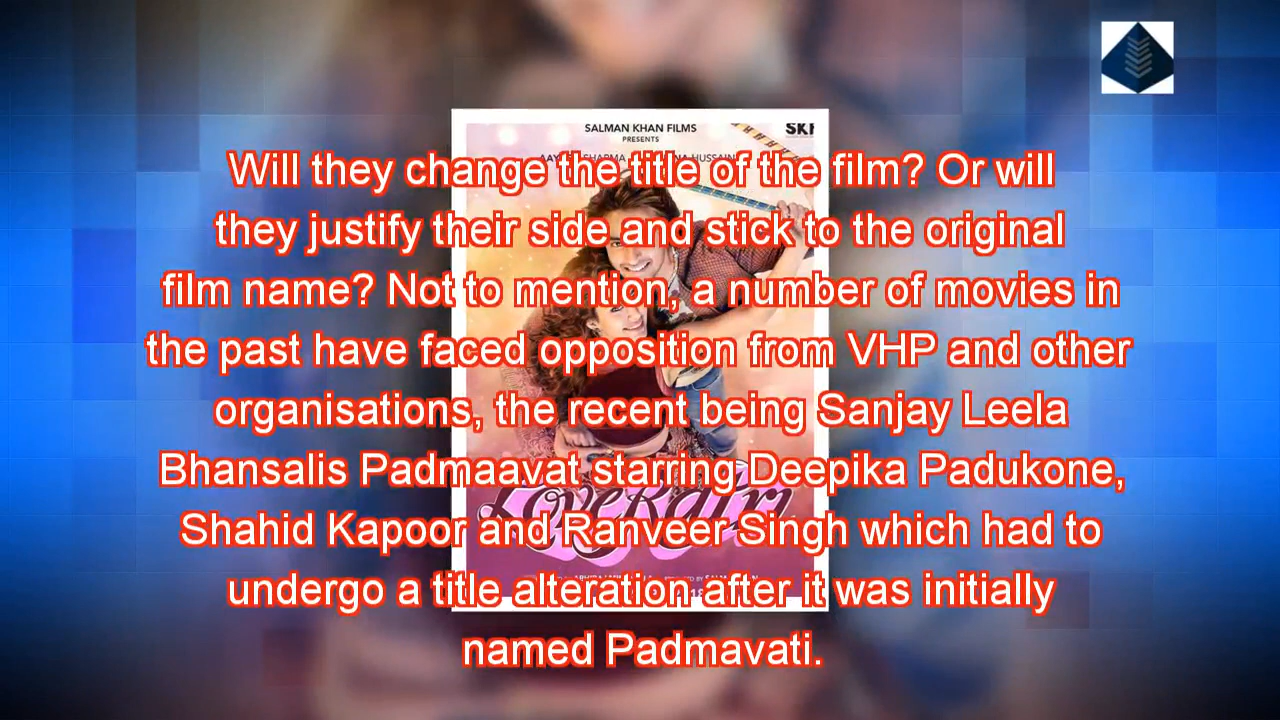 SALMAN KHAN FILMS
PRESENTS
SKF
Will they change the title of the film? Or will
they justify their side and stick to the original
film name? Not to mention, a number of movies in
the past have faced opposition from VHP and other
organisations, the recent being Sanjay Leela
Bhansalis Padmaavat starring Deepika Padukone,
LoveRatri
Shahid Kapoor and Ranveer Singh which had to
undergo a title alteration after it was initially
named Padmavati.